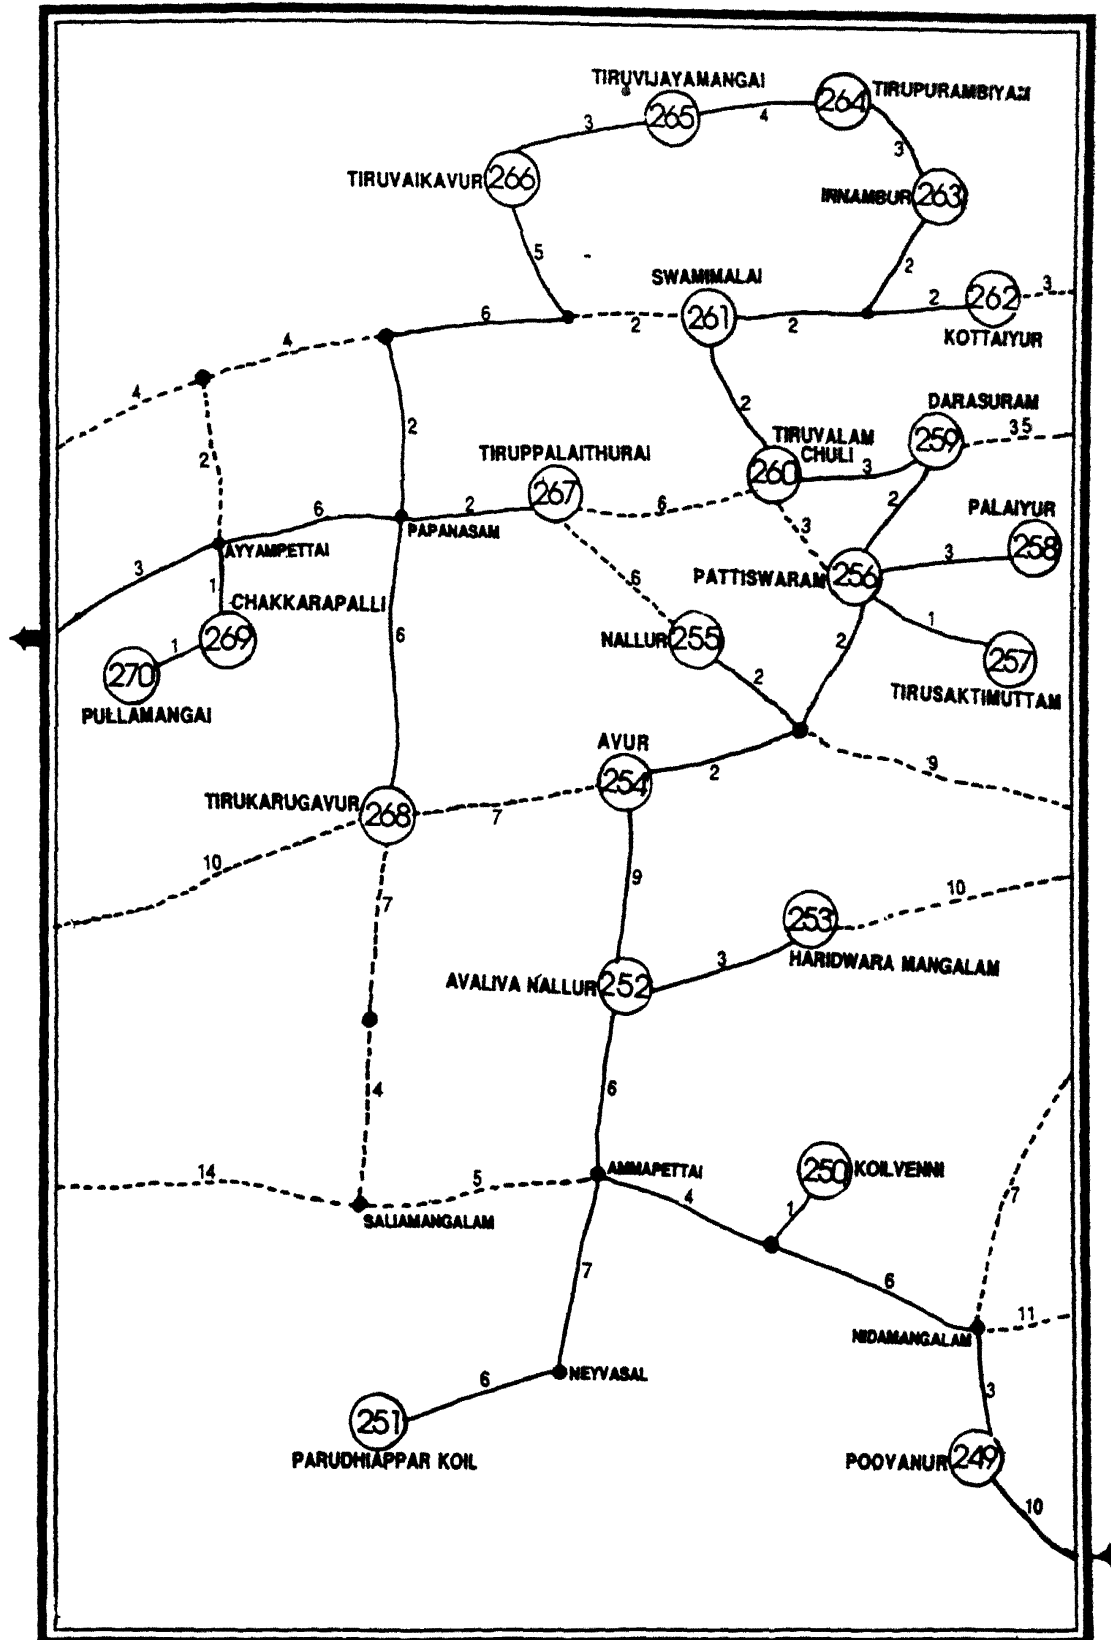 TIRUVIJAYAMANGAI
265
264
TIRUPURAMBIYAM
3
4
3
TIRUVAIKAVUR
266
IRNAMBUR
263
5
2
SWAMIMALAI
261
262
KOTTAIYUR
3
6
2
2
2
4
4
2
2
2
DARASURAM
259
35
TIRUVALAM
CHULI
260
3
TIRUPPALAITHURAI
267
6
2
PALAIYUR
258
3
PATTISWARAM
256
3
6
2
PAPANASAM
AYYAMPETTAI
3
1
CHAKKARAPALLI
269
1
270
PULLAMANGAI
6
6
NALLUR
255
2
2
1
257
TIRUSAKTIMUTTAM
AVUR
254
2
9
TIRUKARUGAVUR
268
7
10
7
9
253
10
HARIDWARA MANGALAM
AVALIVA NALLUR
252
3
4
6
14
5
SALIAMANGALAM
AMMAPETTAI
250
KOILVENNI
4
1
7
7
6
11
NIDAMANGALAM
NEYVASAL
6
251
PARUDHIAPPAR KOIL
3
POOVANUR
249
10